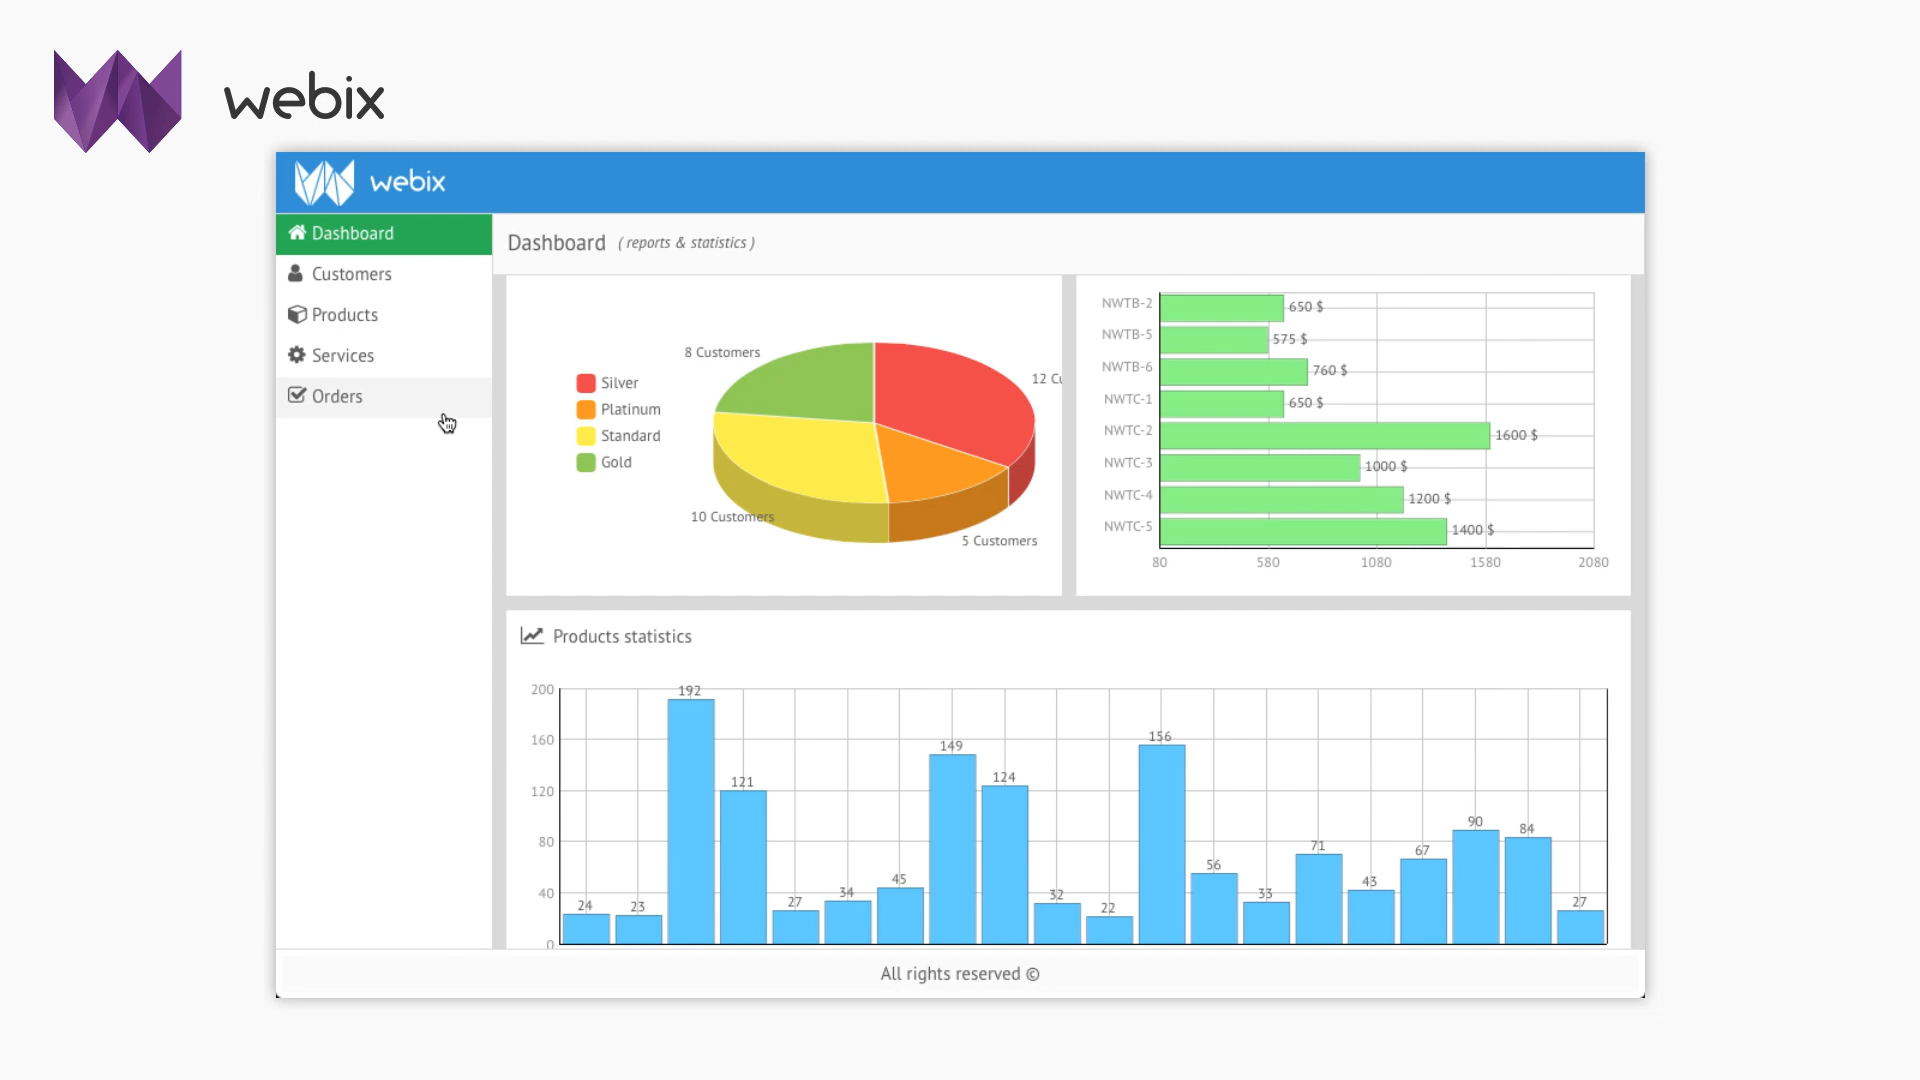 webix
webix
Dashboard
Customers
Products
Services
Orders
Dashboard ( reports & statistics )
8 Customers
12 Cu
10 Customers
5 Customers
Silver
Platinum
Standard
Gold
NWTB-2 650 $
NWTB-5 575 $
NWTB-6 760 $
NWTC-1 650 $
NWTC-2 1600 $
NWTC-3 1000 $
NWTC-4 1200 $
NWTC-5 1400 $
80 580 1080 1580 2080
Products statistics
200
160
120
80
40
0
24 23 192 121 27 34 45 149 124 32 22 156 56 33 71 43 67 90 84 27
All rights reserved ©